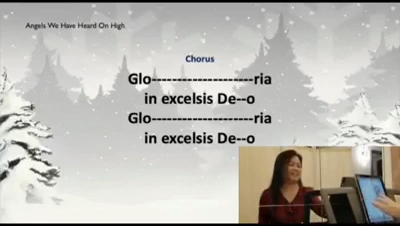 Angels We Have Heard On High
Chorus
Glo--------------------ria
in excelsis De--o
Glo--------------------ria
in excelsis De--o